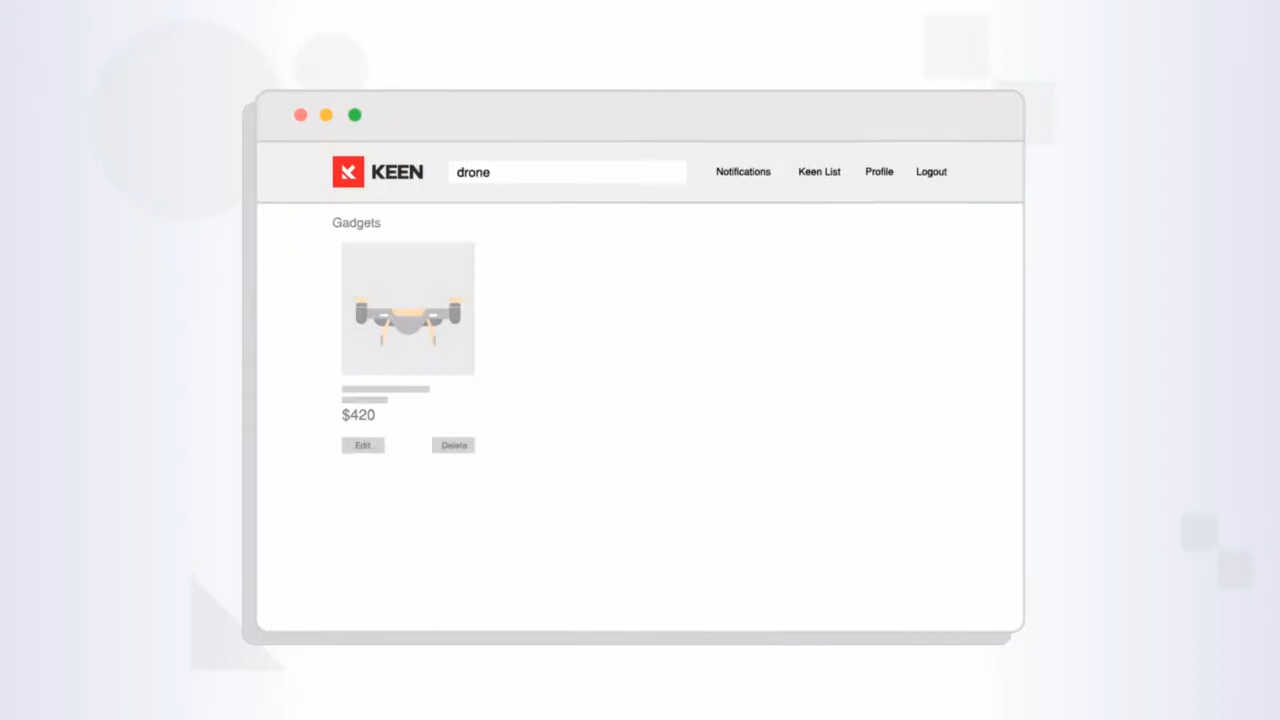 KEEN
drone
Notifications
Keen List
Profile
Logout
Gadgets
$420
Edit
Delete